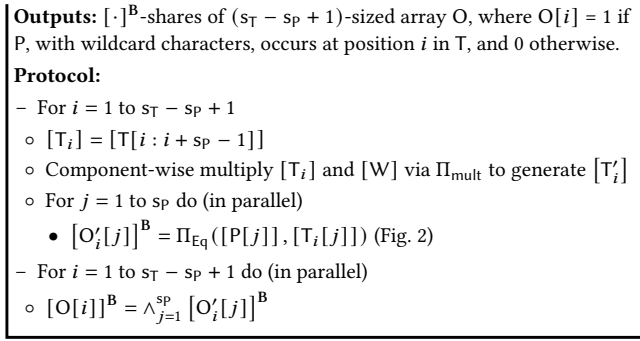 Outputs: [·]ᴮ-shares of (s_T − s_P + 1)-sized array O, where O[i] = 1 if
P, with wildcard characters, occurs at position i in T, and 0 otherwise.
Protocol:
– For i = 1 to s_T − s_P + 1
∘ [T_i] = [T[i : i + s_P − 1]]
∘ Component-wise multiply [T_i] and [W] via Π_mult to generate [T′_i]
∘ For j = 1 to s_P do (in parallel)
• [O′_i[j]]ᴮ = Π_Eq([P[j]], [T_i[j]]) (Fig. 2)
– For i = 1 to s_T − s_P + 1 do (in parallel)
∘ [O[i]]ᴮ = ∧_{j=1}^{s_P} [O′_i[j]]ᴮ